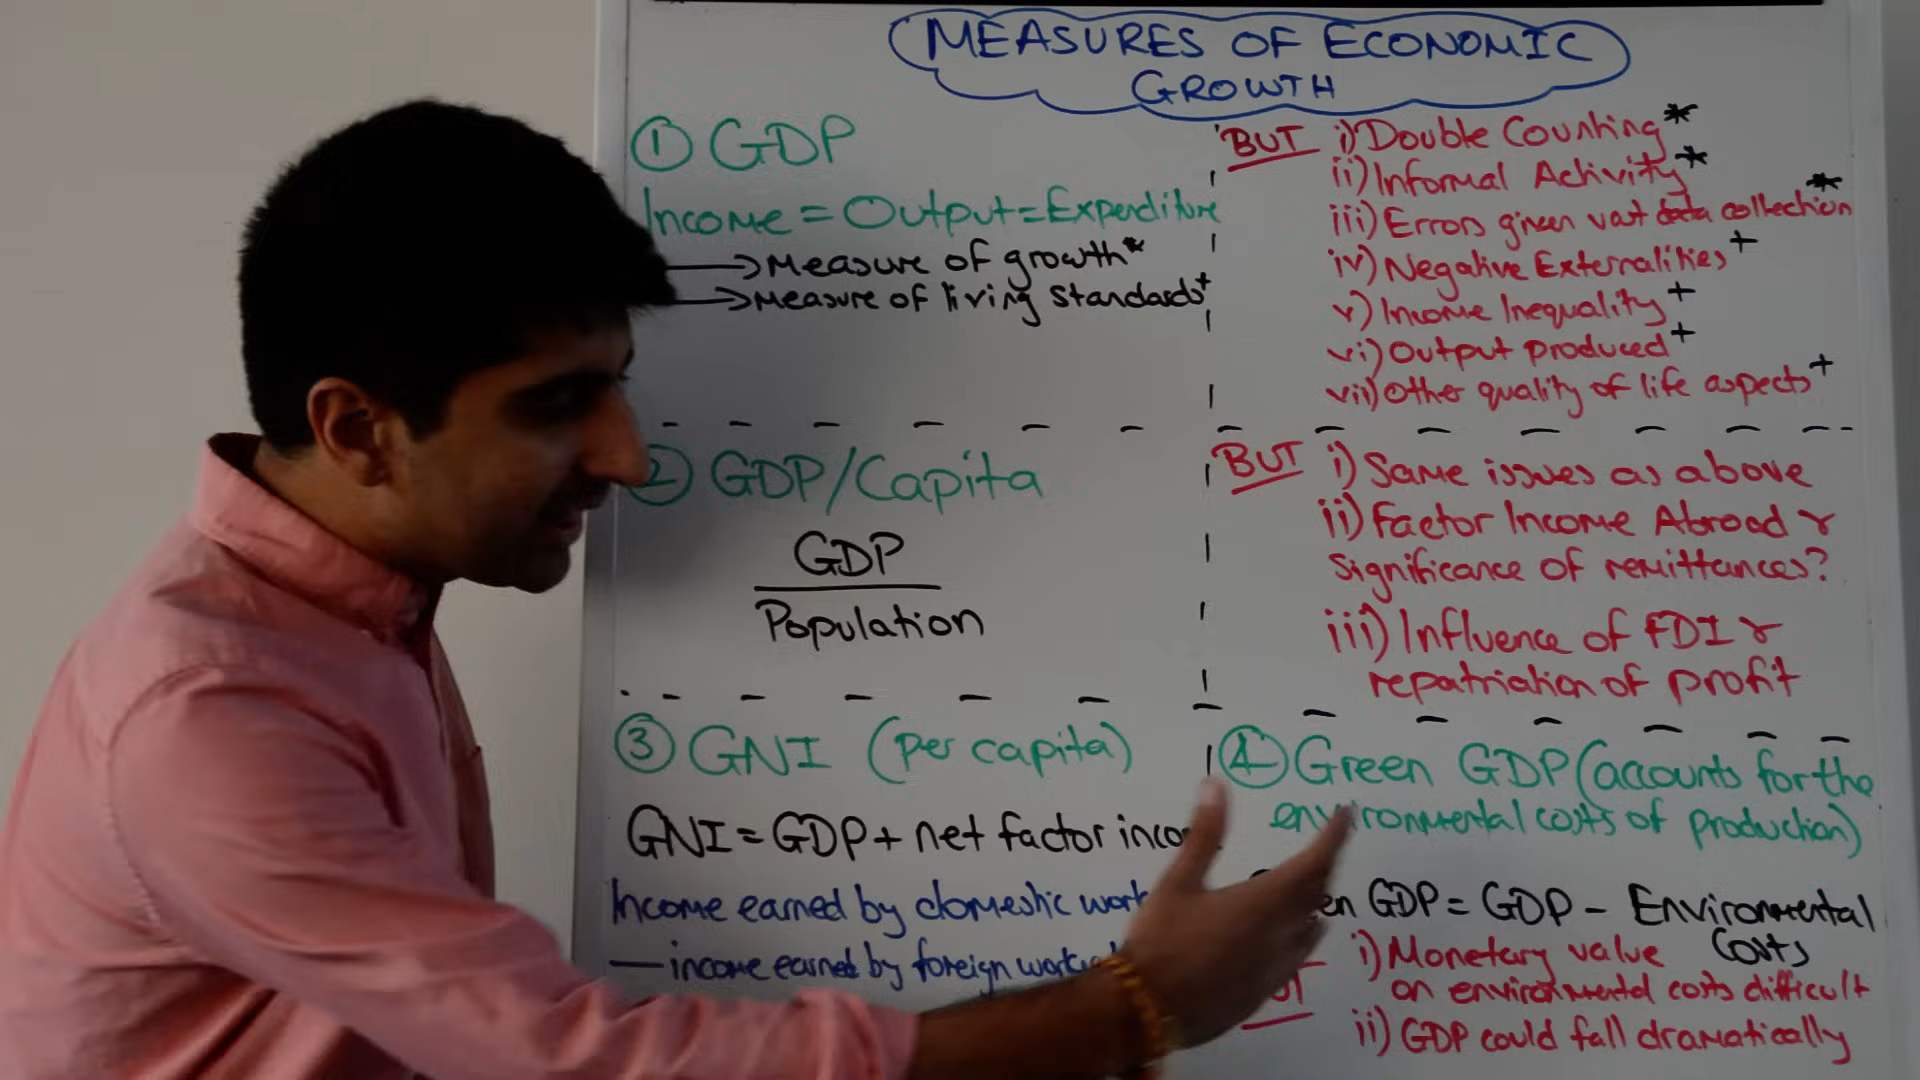 MEASURES OF ECONOMIC
GROWTH
① GDP
Income = Output = Expenditure
→ Measure of growth*
→ Measure of living standards+
BUT i) Double Counting*
ii) Informal Activity*
iii) Errors given vast data collection*
iv) Negative Externalities+
v) Income Inequality+
vi) Output produced+
vii) Other quality of life aspects+
② GDP/Capita
GDP
Population
BUT i) Same issues as above
ii) Factor Income Abroad &
significance of remittances?
iii) Influence of FDI &
repatriation of profit
③ GNI (per capita)
GNI = GDP + net factor
Income earned by domestic
— income earned by foreign
④ Green GDP (accounts for the
environmental costs of production)
GDP = GDP - Environmental
Costs
i) Monetary value
on environmental costs difficult
ii) GDP could fall dramatically